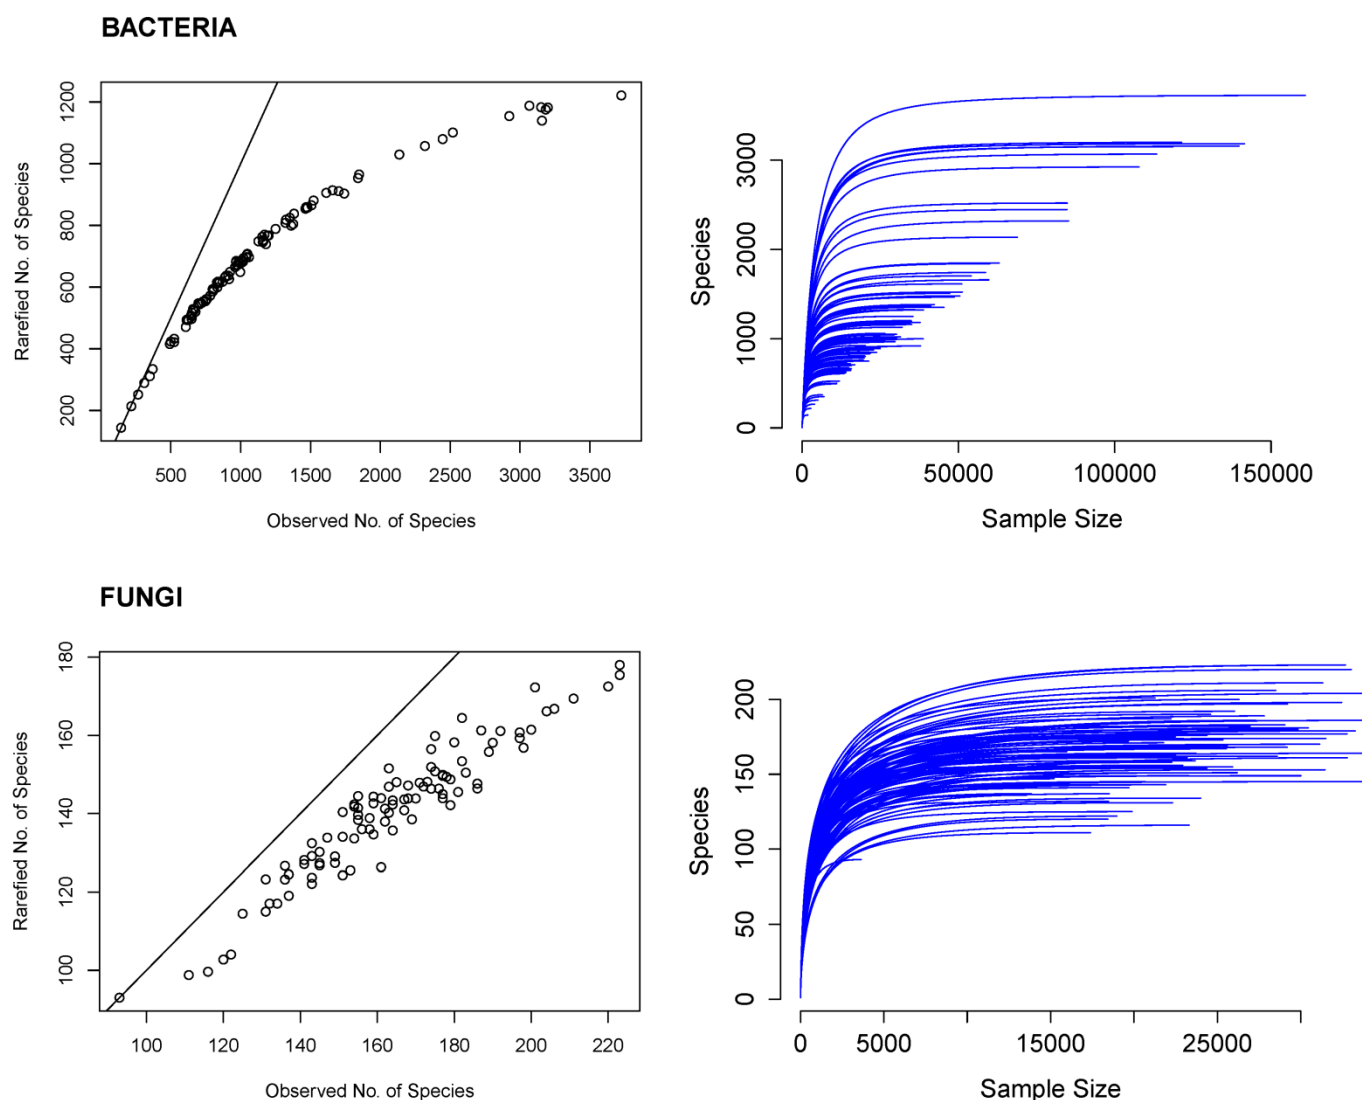 BACTERIA
Rarefied No. of Species
200 400 600 800 1000 1200
500 1000 1500 2000 2500 3000 3500
Observed No. of Species
Species
0 1000 2000 3000
0 50000 100000 150000
Sample Size
FUNGI
Rarefied No. of Species
100 120 140 160 180
100 120 140 160 180 200 220
Observed No. of Species
Species
0 50 100 150 200
0 5000 15000 25000
Sample Size